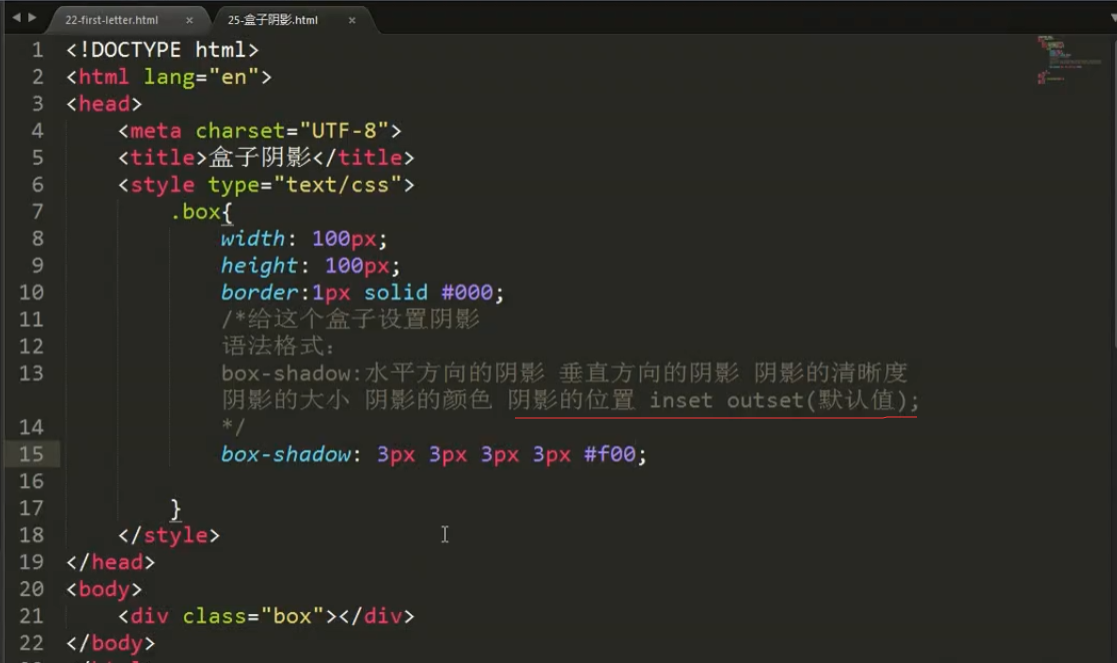 22-first-letter.html × 25-盒子阴影.html ×
1 <!DOCTYPE html>
2 <html lang="en">
3 <head>
4 <meta charset="UTF-8">
5 <title>盒子阴影</title>
6 <style type="text/css">
7 .box{
8 width: 100px;
9 height: 100px;
10 border:1px solid #000;
11 /*给这个盒子设置阴影
12 语法格式：
13 box-shadow:水平方向的阴影 垂直方向的阴影 阴影的清晰度
阴影的大小 阴影的颜色 阴影的位置 inset outset(默认值);
14 */
15 box-shadow: 3px 3px 3px 3px #f00;
16
17 }
18 </style>
19 </head>
20 <body>
21 <div class="box"></div>
22 </body>